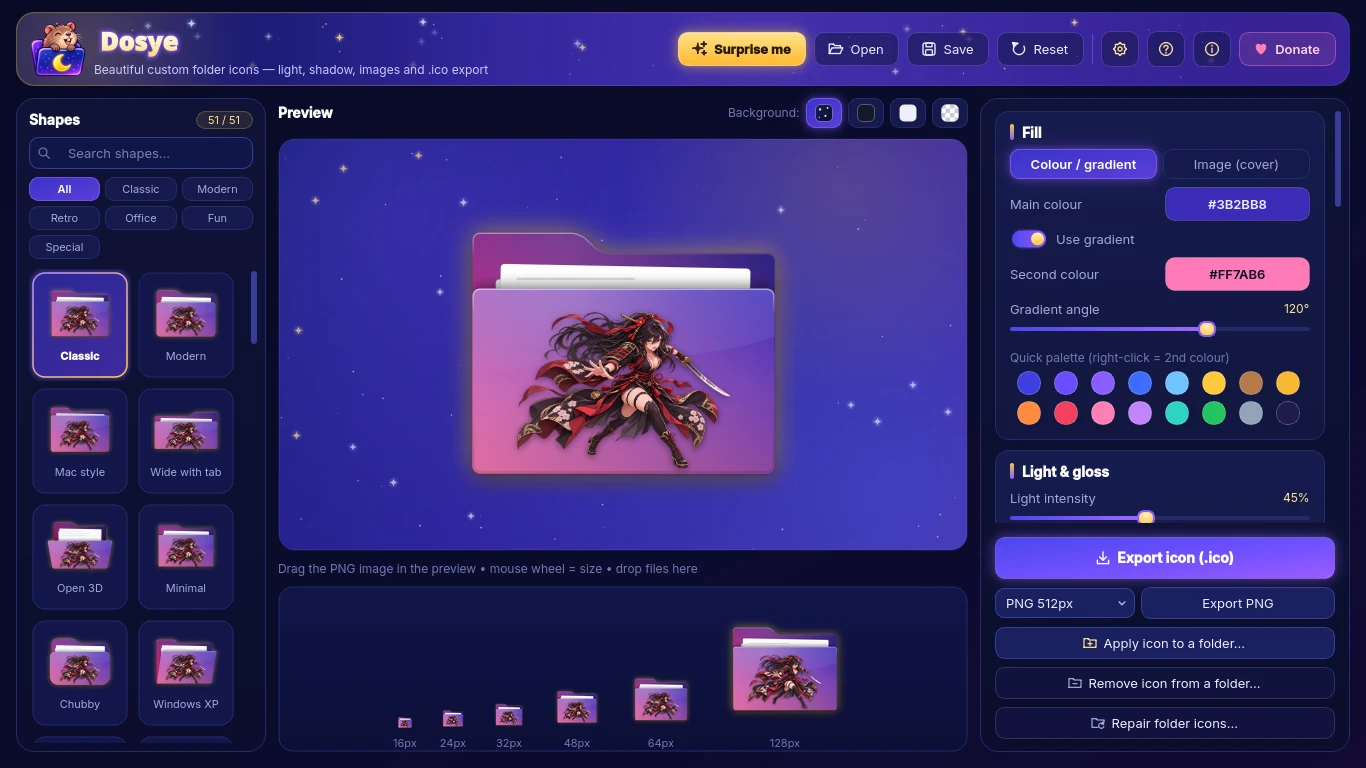 Dosye
Beautiful custom folder icons — light, shadow, images and .ico export
Surprise me
Open
Save
Reset
Donate
Shapes
51 / 51
Search shapes...
All
Classic
Modern
Retro
Office
Fun
Special
Classic
Modern
Mac style
Wide with tab
Open 3D
Minimal
Chubby
Windows XP
Preview
Background:
Drag the PNG image in the preview • mouse wheel = size • drop files here
16px
24px
32px
48px
64px
128px
Fill
Colour / gradient
Image (cover)
Main colour
#3B2BB8
Use gradient
Second colour
#FF7AB6
Gradient angle
120°
Quick palette (right-click = 2nd colour)
Light & gloss
Light intensity
45%
Export icon (.ico)
PNG 512px
Export PNG
Apply icon to a folder...
Remove icon from a folder...
Repair folder icons...